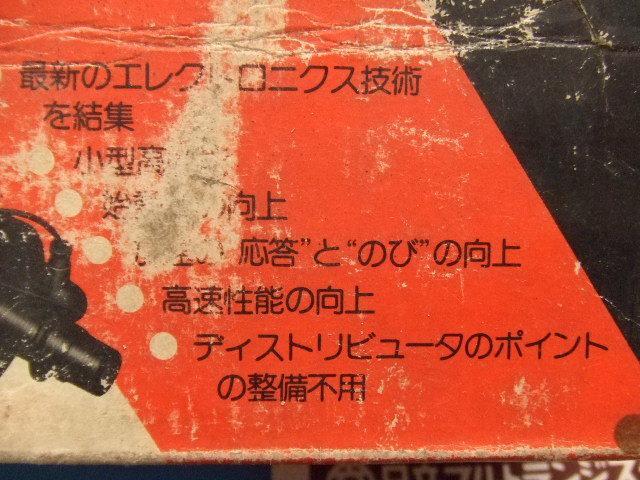 最新のエレクトロニクス技術
を結集
小型高
の向上
応答"と"のび"の向上
高速性能の向上
ディストリビュータのポイント
の整備不用